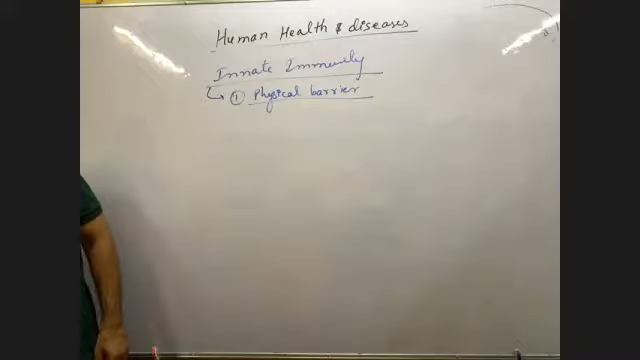 Human Health & diseases
Innate Immunity
① Physical barrier